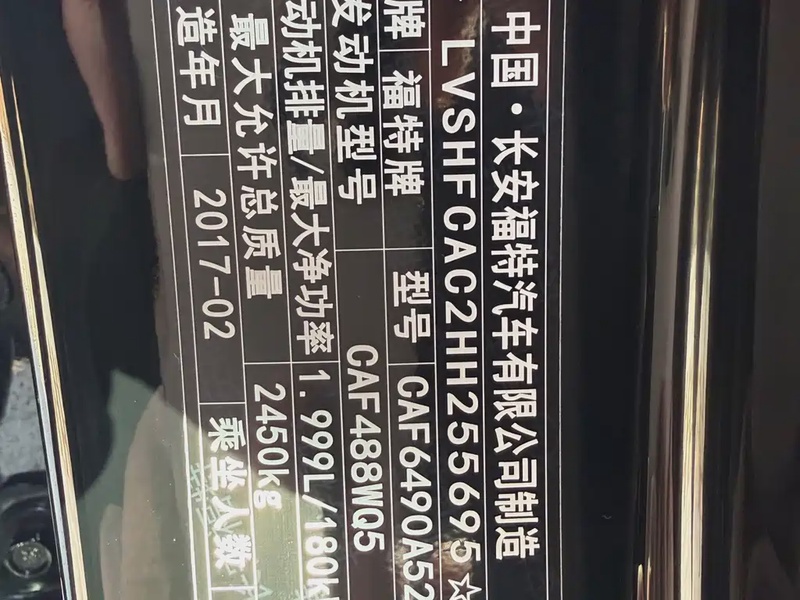 中国·长安福特汽车有限公司制造
LVSHFCAC2HH255695☆
牌 福特牌 型号 CAF6490A52
发动机型号 CAF488WQ5
动机排量/最大净功率 1.999L/180k
最大允许总质量 2450kg
造年月 2017-02 乘坐人数